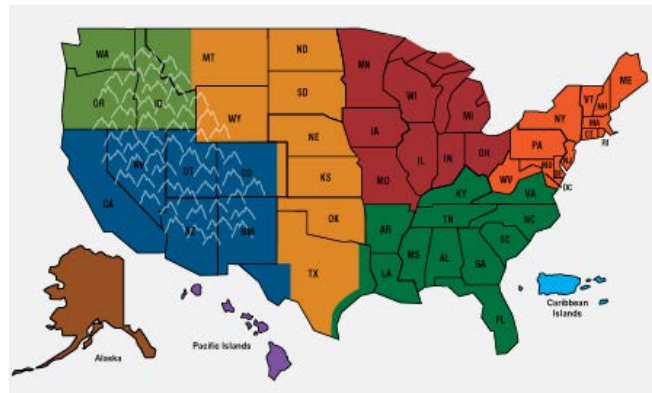 WA
MT
ND
MN
ME
VT
NH
OR
ID
SD
WI
NY
MA
WY
MI
CT
RI
IA
PA
NE
NJ
NV
UT
CO
IL
IN
OH
MD
DE
WV
DC
CA
KS
MO
KY
VA
AZ
NM
OK
AR
TN
NC
TX
MS
AL
GA
SC
LA
FL
Caribbean
Islands
Pacific Islands
Alaska